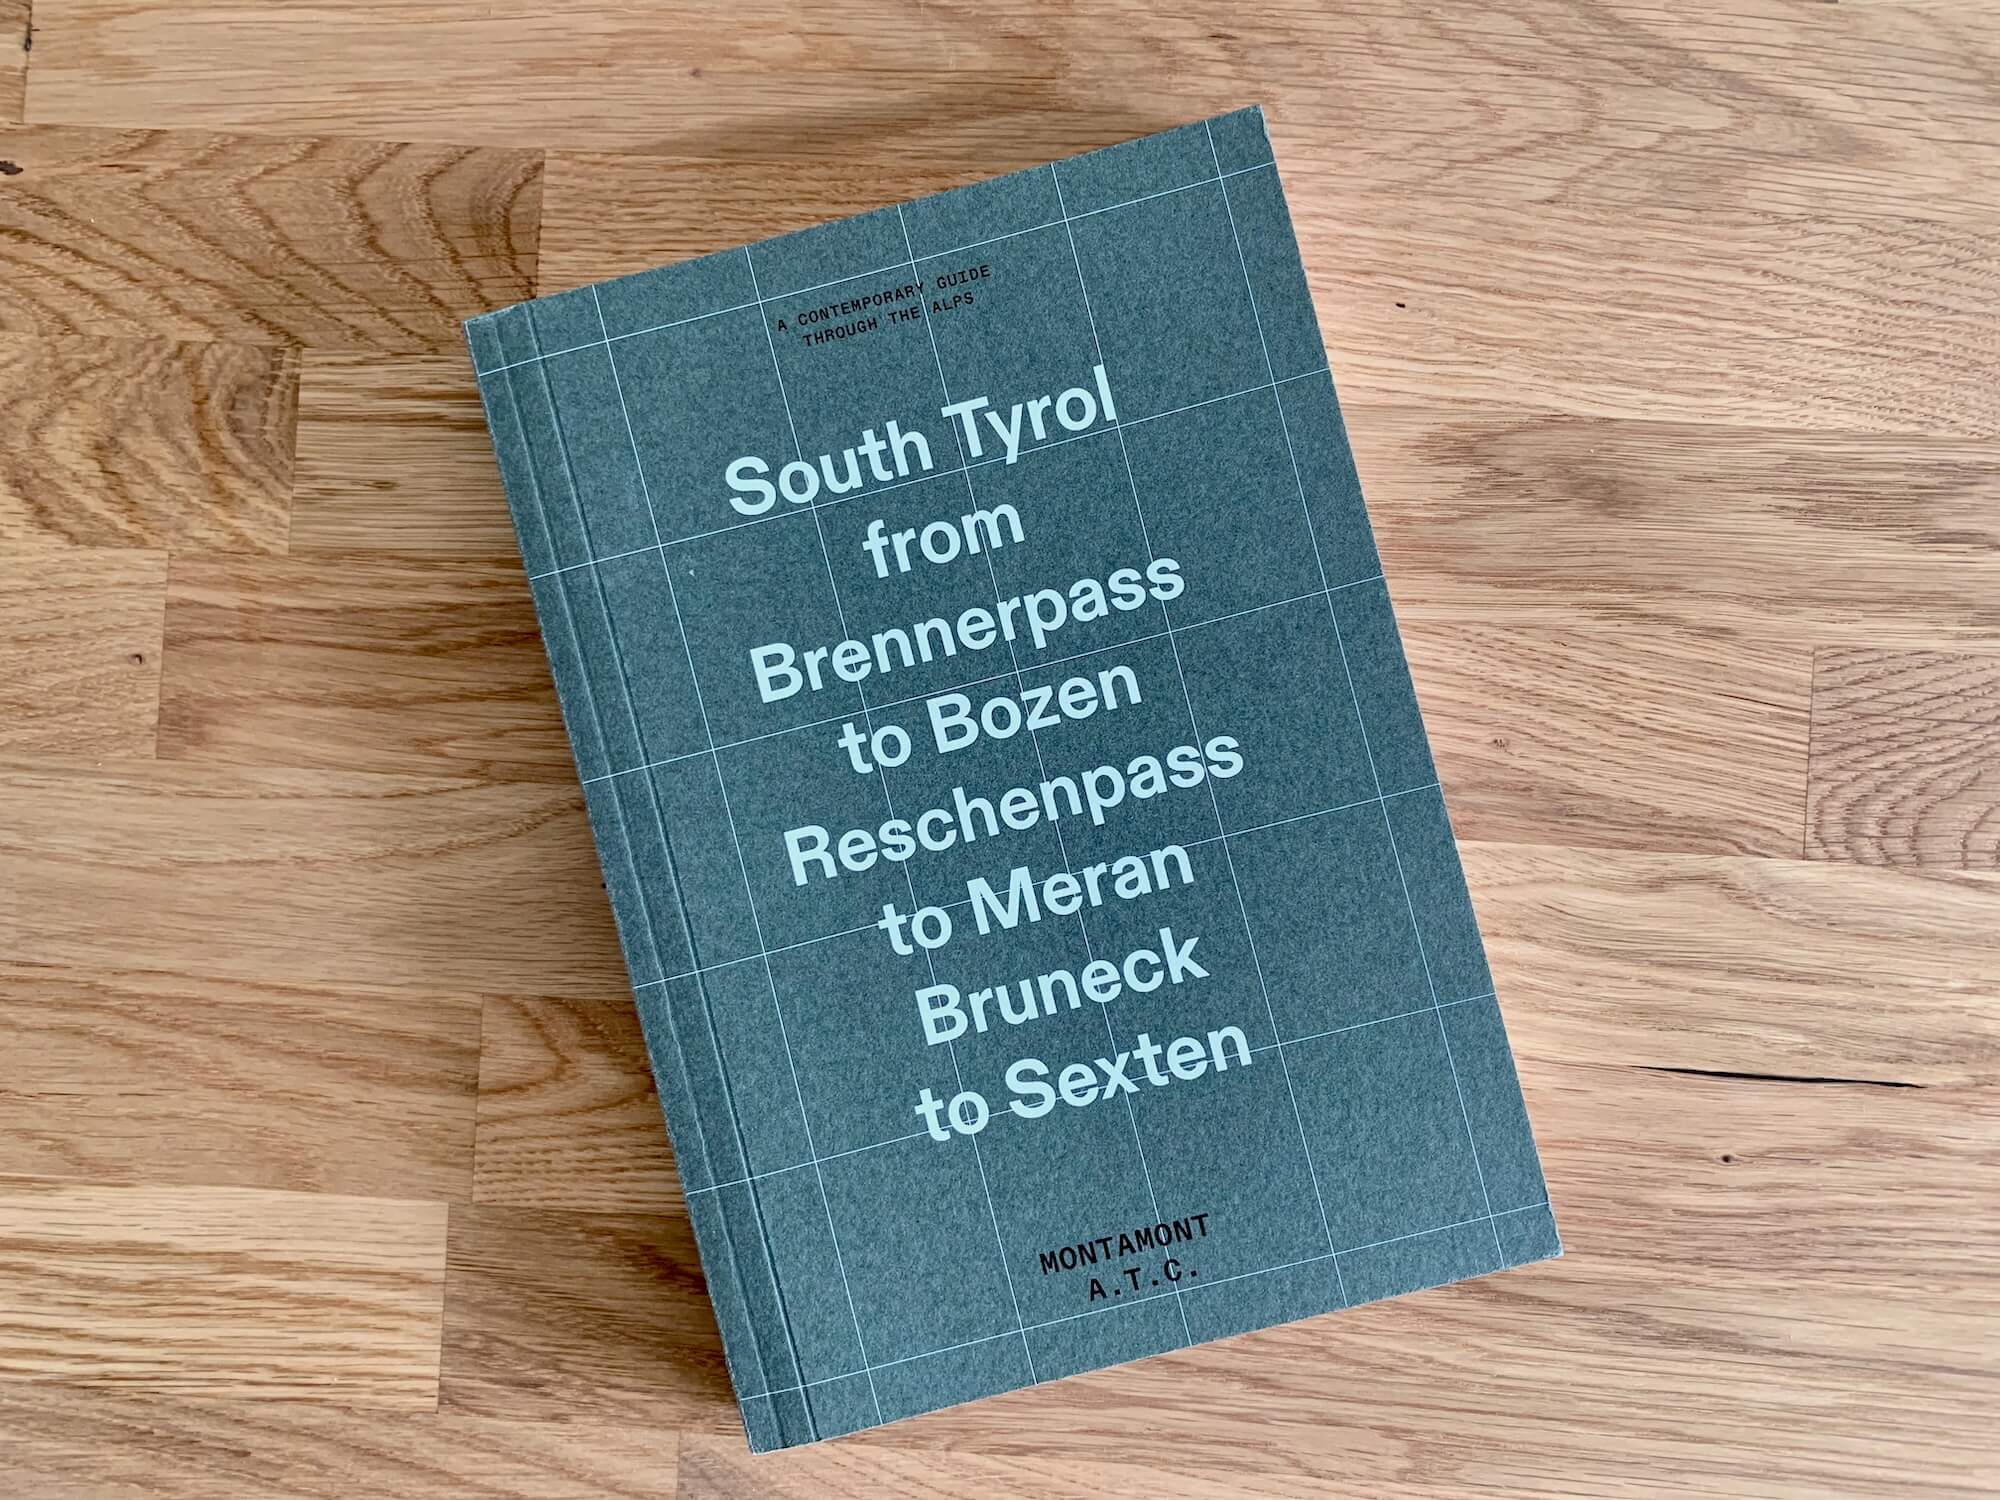 A CONTEMPORARY GUIDE
THROUGH THE ALPS
South Tyrol
from
Brennerpass
to Bozen
Reschenpass
to Meran
Bruneck
to Sexten
MONTAMONT
A.T.C.